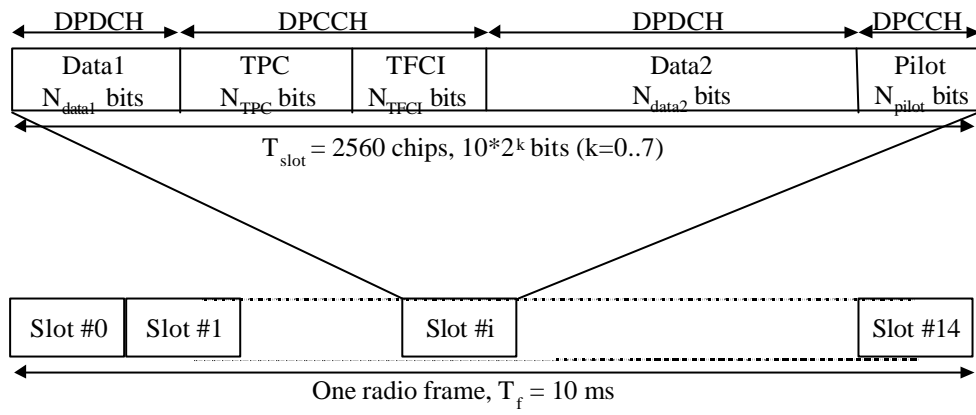 DPDCH DPCCH DPDCH DPCCH
Data1 TPC TFCI Data2 Pilot
N_data1 bits N_TPC bits N_TFCI bits N_data2 bits N_pilot bits
T_slot = 2560 chips, 10*2^k bits (k=0..7)
Slot #0 Slot #1 Slot #i Slot #14
One radio frame, T_f = 10 ms